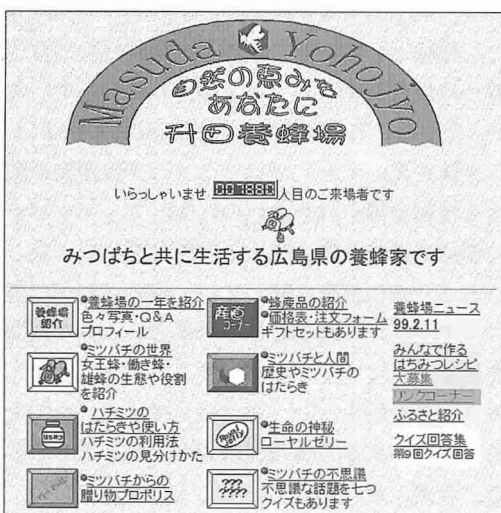 Masuda Yohojyo
自然の恵みを
あなたに
升田養蜂場
いらっしゃいませ 001880人目のご来場者です
みつばちと共に生活する広島県の養蜂家です
養蜂場
紹介
●養蜂場の一年を紹介
色々写真・Q&A
プロフィール
産直
コーナー
●蜂産品の紹介
●価格表・注文フォーム
ギフトセットもあります
●ミツバチの世界
女王蜂・働き蜂・
雄蜂の生態や役割
を紹介
●ミツバチと人間
歴史やミツバチの
はたらき
はちみつ
●ハチミツの
はたらきや使い方
ハチミツの利用法
ハチミツの見分けかた
Royal Jelly
●生命の神秘
ローヤルゼリー
●ミツバチからの
贈り物プロポリス
???
●ミツバチの不思議
不思議な話題を七つ
クイズもあります
養蜂場ニュース
99.2.11
みんなで作る
はちみつレシピ
大募集
リンクコーナー
ふるさと紹介
クイズ回答集
第9回クイズ回答